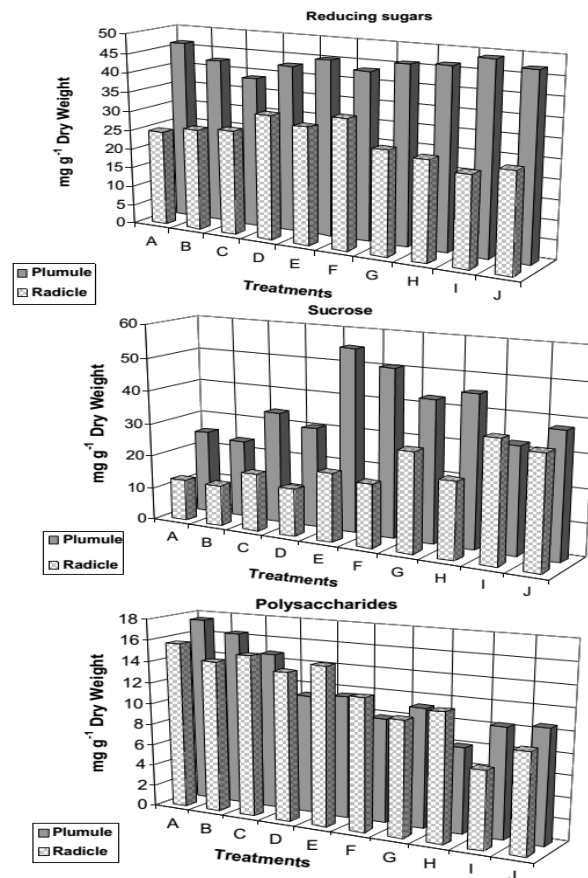 Reducing sugars
mg g-1 Dry Weight
50
45
40
35
30
25
20
15
10
5
0
A B C D E F G H I J
Treatments
Plumule
Radicle
Sucrose
mg g-1 Dry Weight
60
50
40
30
20
10
0
A B C D E F G H I J
Treatments
Plumule
Radicle
Polysaccharides
mg g-1 Dry Weight
18
16
14
12
10
8
6
4
2
0
A B C D E F G H I J
Treatments
Plumule
Radicle